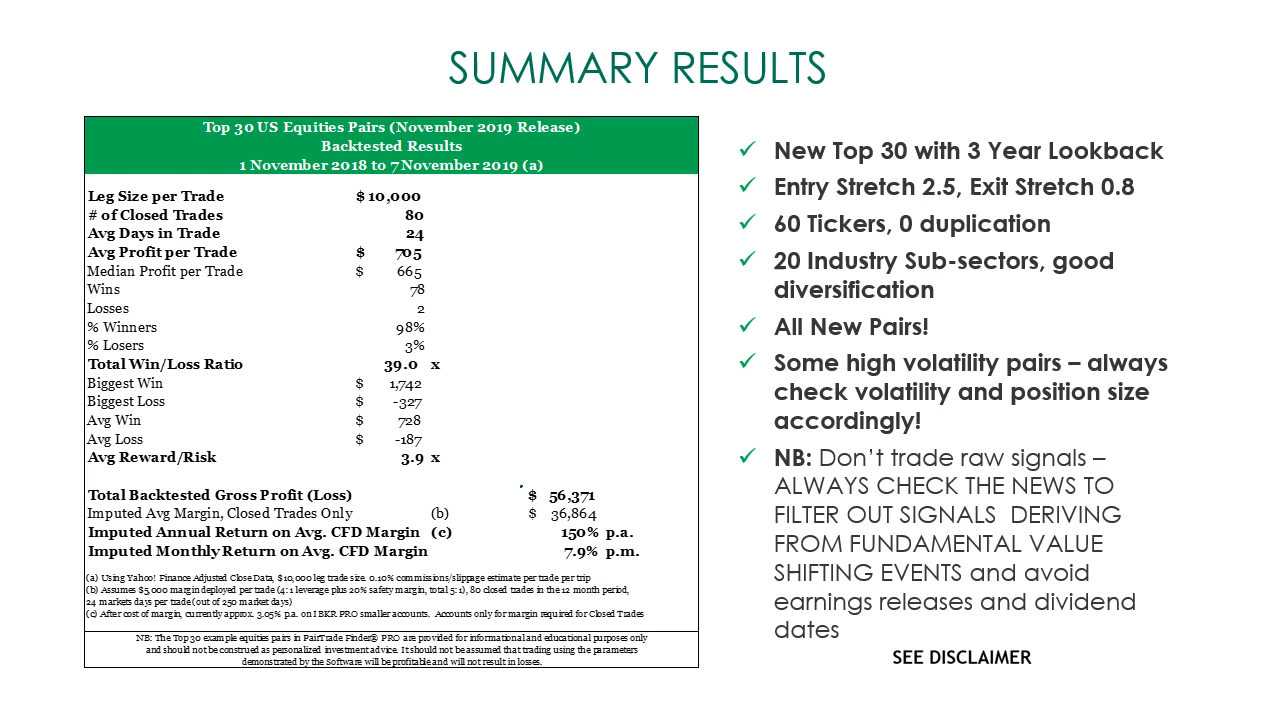 SUMMARY RESULTS
Top 30 US Equities Pairs (November 2019 Release)
Backtested Results
1 November 2018 to 7 November 2019 (a)
Leg Size per Trade $ 10,000
# of Closed Trades 80
Avg Days in Trade 24
Avg Profit per Trade $ 705
Median Profit per Trade $ 665
Wins 78
Losses 2
% Winners 98%
% Losers 3%
Total Win/Loss Ratio 39.0 x
Biggest Win $ 1,742
Biggest Loss $ -327
Avg Win $ 728
Avg Loss $ -187
Avg Reward/Risk 3.9 x
Total Backtested Gross Profit (Loss) $ 56,371
Imputed Avg Margin, Closed Trades Only (b) $ 36,864
Imputed Annual Return on Avg. CFD Margin (c) 150% p.a.
Imputed Monthly Return on Avg. CFD Margin 7.9% p.m.
(a) Using Yahoo! Finance Adjusted Close Data, $10,000 leg trade size. 0.10% commissions/slippage estimate per trade per trip
(b) Assumes $5,000 margin deployed per trade (4:1 leverage plus 20% safety margin, total 5:1), 80 closed trades in the 12 month period,
24 markets days per trade (out of 250 market days)
(c) After cost of margin, currently approx. 3.05% p.a. on IBKR PRO smaller accounts. Accounts only for margin required for Closed Trades
NB: The Top 30 example equities pairs in PairTrade Finder® PRO are provided for informational and educational purposes only
and should not be construed as personalized investment advice. It should not be assumed that trading using the parameters
demonstrated by the Software will be profitable and will not result in losses.
✓ New Top 30 with 3 Year Lookback
✓ Entry Stretch 2.5, Exit Stretch 0.8
✓ 60 Tickers, 0 duplication
✓ 20 Industry Sub-sectors, good
diversification
✓ All New Pairs!
✓ Some high volatility pairs – always
check volatility and position size
accordingly!
✓ NB: Don’t trade raw signals –
ALWAYS CHECK THE NEWS TO
FILTER OUT SIGNALS DERIVING
FROM FUNDAMENTAL VALUE
SHIFTING EVENTS and avoid
earnings releases and dividend
dates
SEE DISCLAIMER